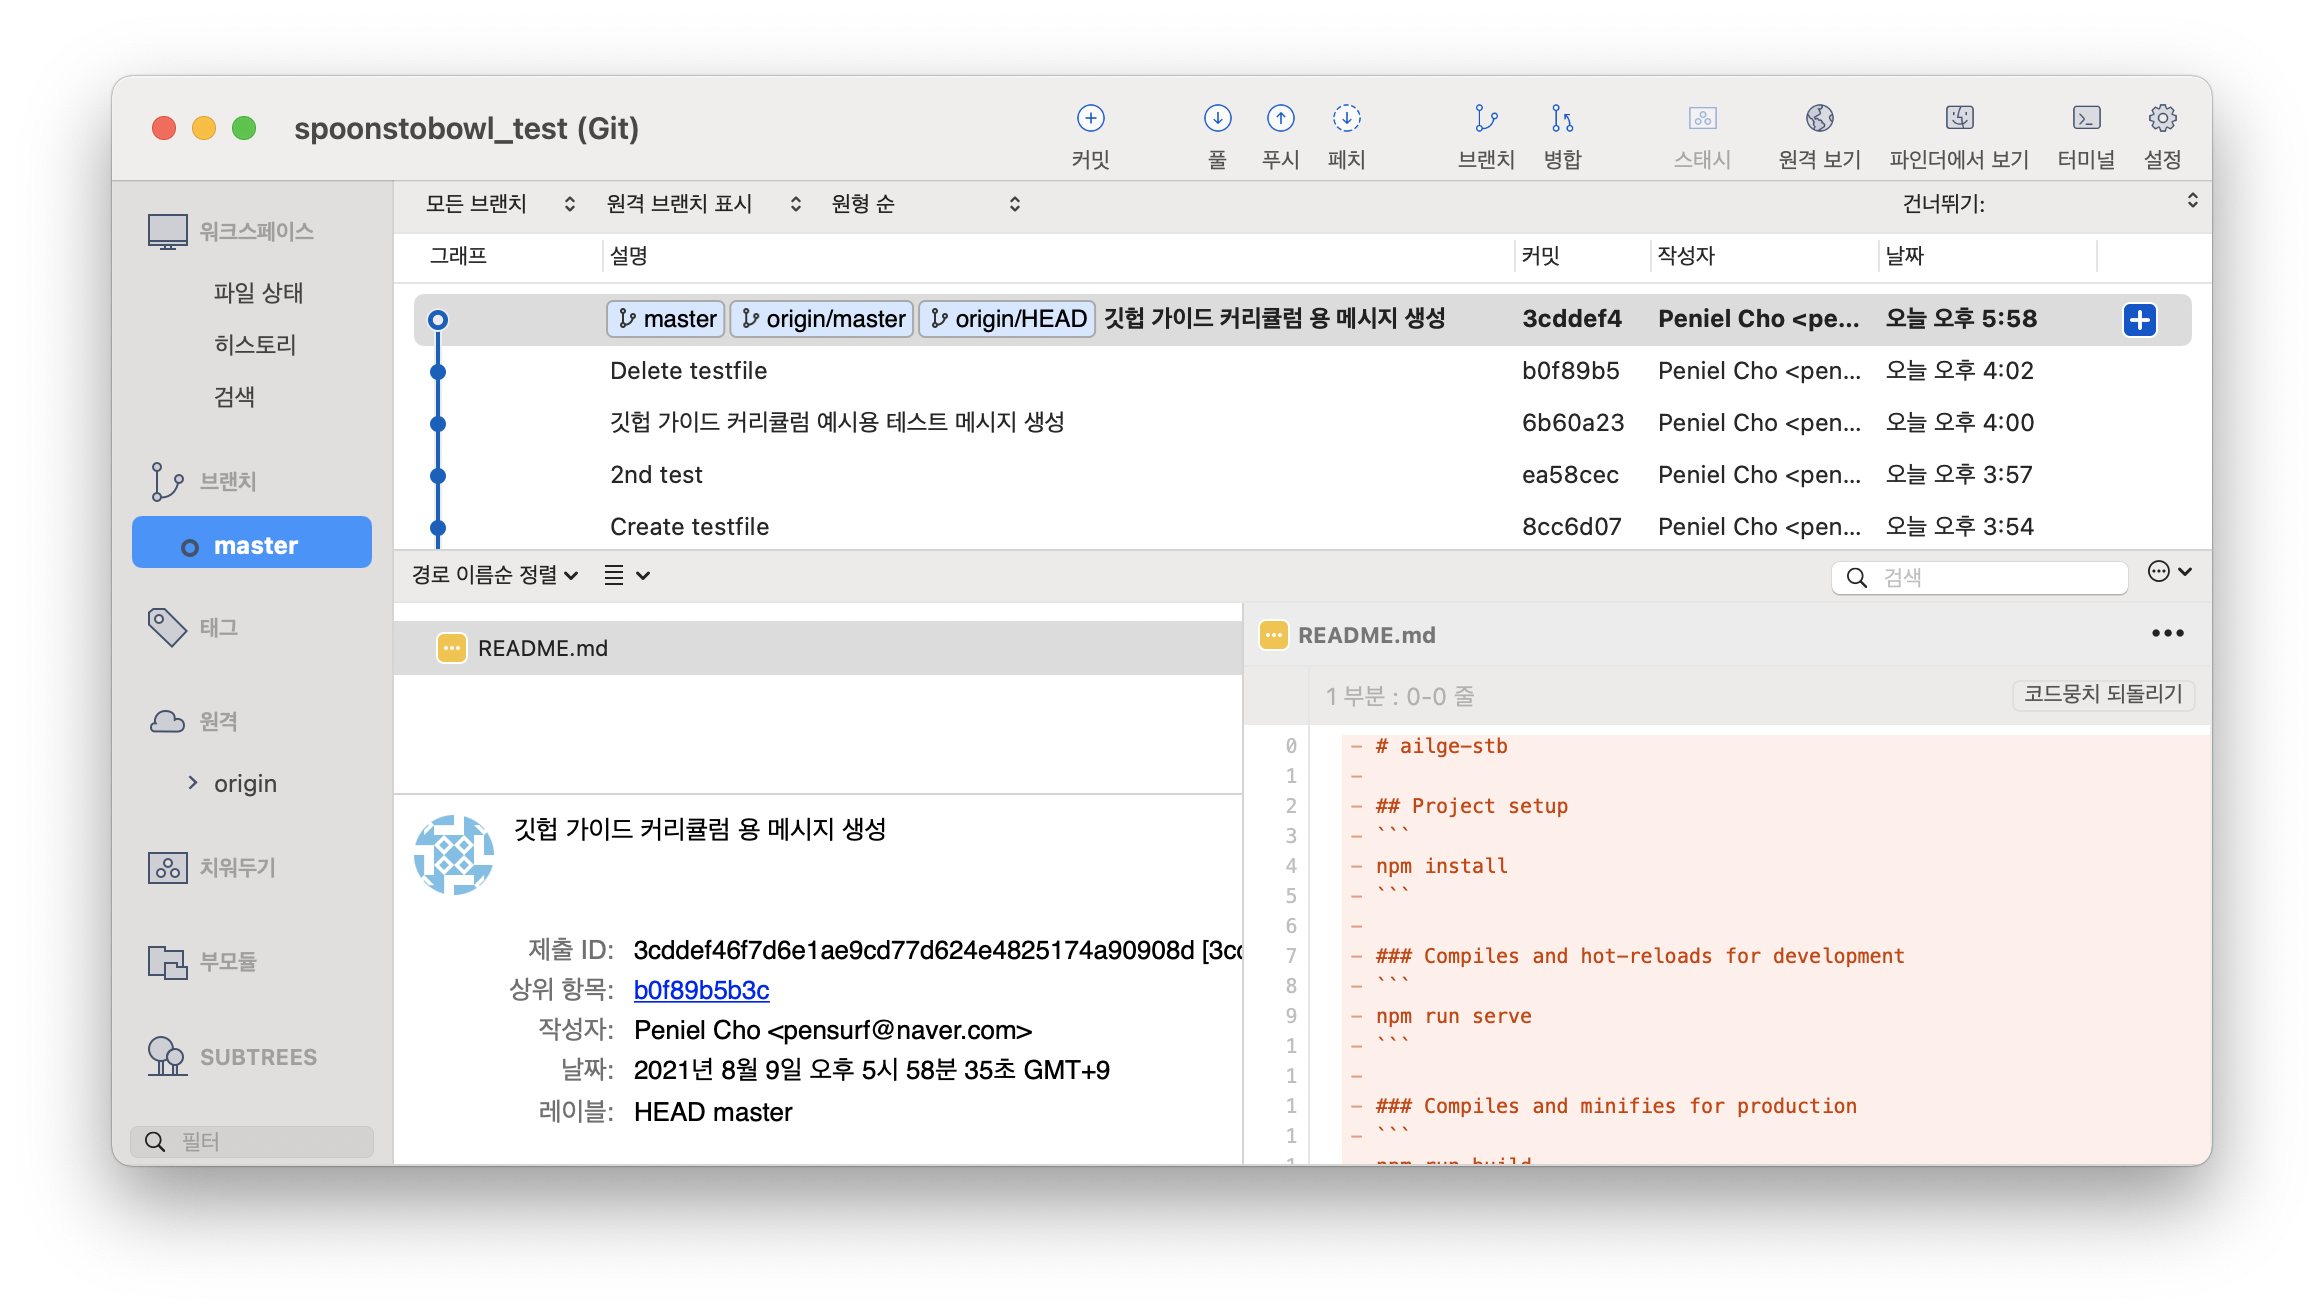 spoonstobowl_test (Git)
커밋
풀
푸시
페치
브랜치
병합
스태시
원격 보기
파인더에서 보기
터미널
설정
워크스페이스
파일 상태
히스토리
검색
브랜치
master
태그
원격
origin
치워두기
부모듈
SUBTREES
필터
모든 브랜치
원격 브랜치 표시
원형 순
건너뛰기:
그래프 설명 커밋 작성자 날짜
master origin/master origin/HEAD 깃헙 가이드 커리큘럼 용 메시지 생성 3cddef4 Peniel Cho <pe... 오늘 오후 5:58
Delete testfile b0f89b5 Peniel Cho <pen... 오늘 오후 4:02
깃헙 가이드 커리큘럼 예시용 테스트 메시지 생성 6b60a23 Peniel Cho <pen... 오늘 오후 4:00
2nd test ea58cec Peniel Cho <pen... 오늘 오후 3:57
Create testfile 8cc6d07 Peniel Cho <pen... 오늘 오후 3:54
경로 이름순 정렬
검색
README.md
깃헙 가이드 커리큘럼 용 메시지 생성
제출 ID: 3cddef46f7d6e1ae9cd77d624e4825174a90908d [3cd
상위 항목: b0f89b5b3c
작성자: Peniel Cho <pensurf@naver.com>
날짜: 2021년 8월 9일 오후 5시 58분 35초 GMT+9
레이블: HEAD master
README.md
1 부분 : 0-0 줄
코드뭉치 되돌리기
0 - # ailge-stb
1 -
2 - ## Project setup
3 - ```
4 - npm install
5 - ```
6 -
7 - ### Compiles and hot-reloads for development
8 - ```
9 - npm run serve
1 - ```
1 -
1 - ### Compiles and minifies for production
1 - ```
1 - npm run build